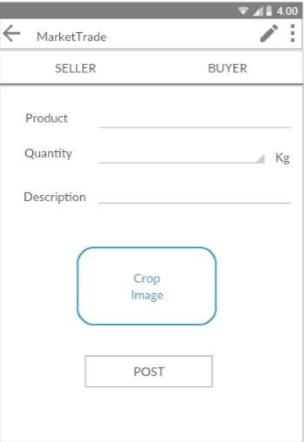 4.00
MarketTrade
SELLER BUYER
Product
Quantity Kg
Description
Crop
Image
POST